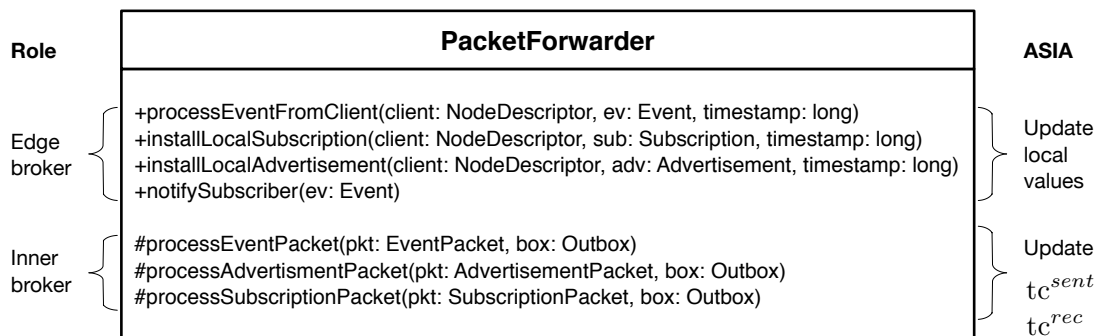 Role
PacketForwarder
ASIA
Edge
broker
+processEventFromClient(client: NodeDescriptor, ev: Event, timestamp: long)
+installLocalSubscription(client: NodeDescriptor, sub: Subscription, timestamp: long)
+installLocalAdvertisement(client: NodeDescriptor, adv: Advertisement, timestamp: long)
+notifySubscriber(ev: Event)
Update
local
values
Inner
broker
#processEventPacket(pkt: EventPacket, box: Outbox)
#processAdvertismentPacket(pkt: AdvertisementPacket, box: Outbox)
#processSubscriptionPacket(pkt: SubscriptionPacket, box: Outbox)
Update
tc^sent
tc^rec